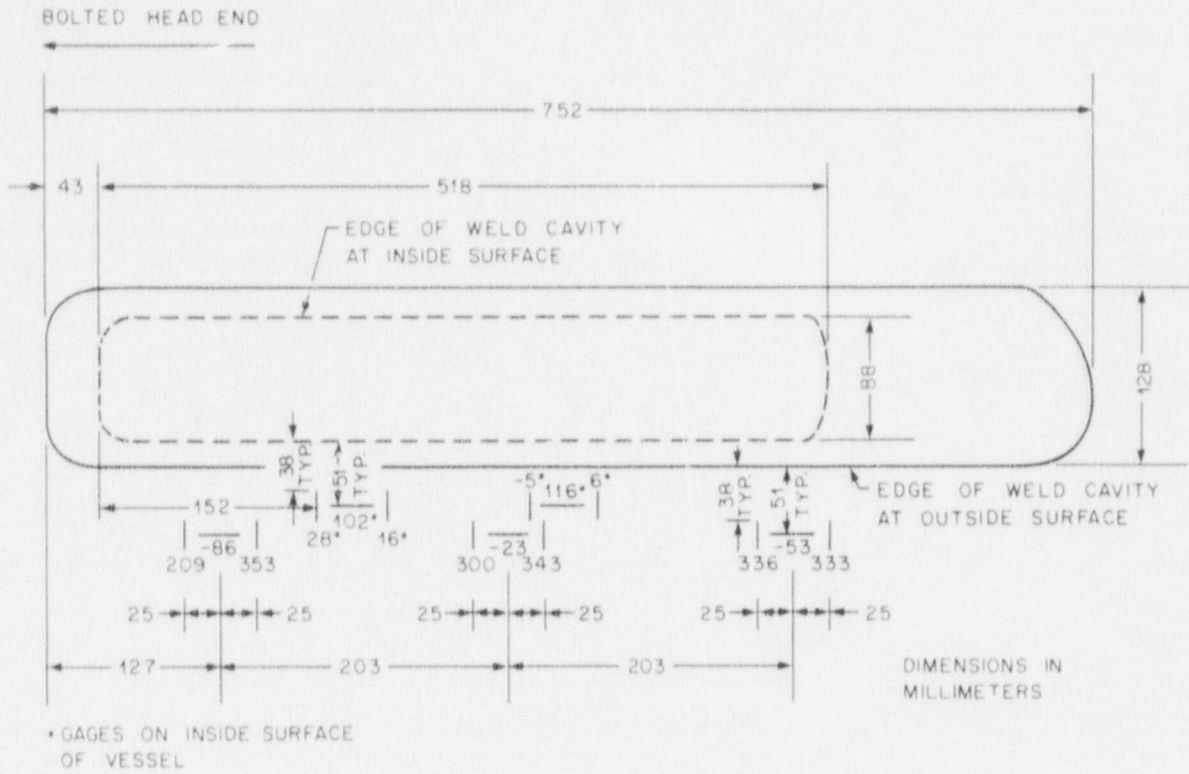 BOLTED HEAD END
752
43
518
EDGE OF WELD CAVITY
AT INSIDE SURFACE
88
128
38
TYP.
51
TYP.
-5*
116*
6*
38
TYP.
51
TYP.
EDGE OF WELD CAVITY
AT OUTSIDE SURFACE
152
102*
28*
16*
-86
209
353
-23
300
343
-53
336
333
25
25
25
25
25
25
127
203
203
DIMENSIONS IN
MILLIMETERS
* GAGES ON INSIDE SURFACE
OF VESSEL